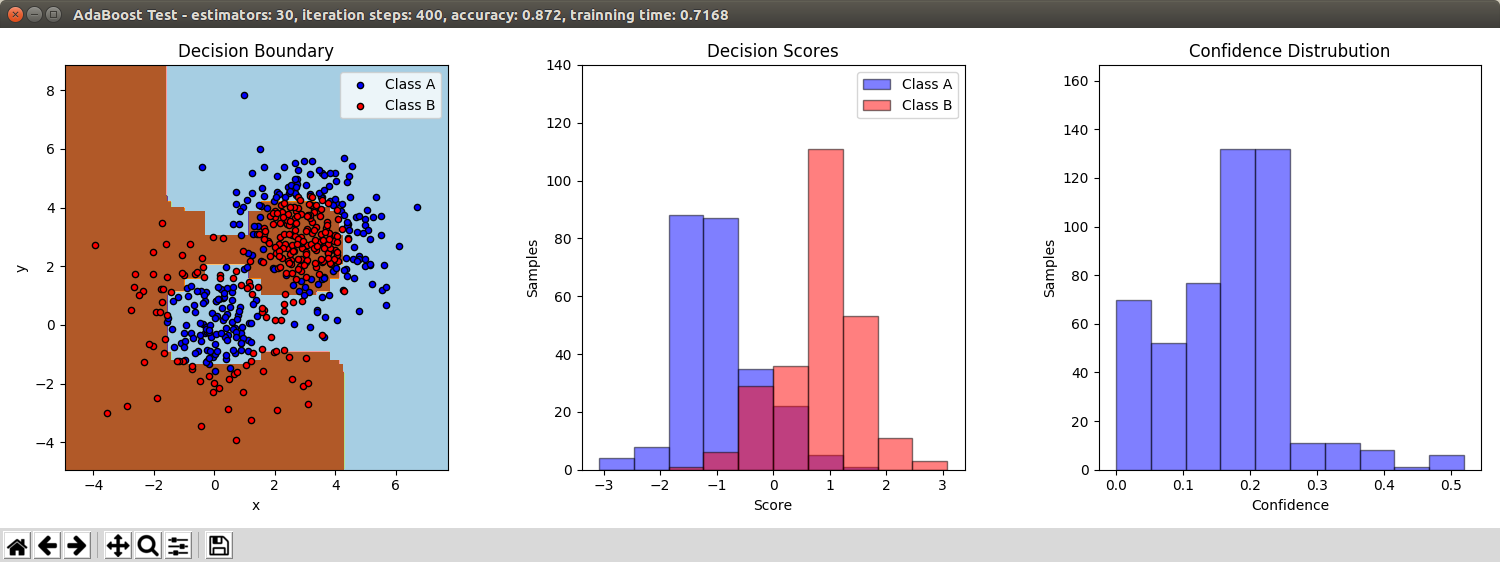 AdaBoost Test - estimators: 30, iteration steps: 400, accuracy: 0.872, trainning time: 0.7168
Decision Boundary
Class A
Class B
8
6
4
2
0
−2
−4
y
−4 −2 0 2 4 6
x
Decision Scores
Class A
Class B
140
120
100
80
60
40
20
0
Samples
−3 −2 −1 0 1 2 3
Score
Confidence Distrubution
160
140
120
100
80
60
40
20
0
Samples
0.0 0.1 0.2 0.3 0.4 0.5
Confidence